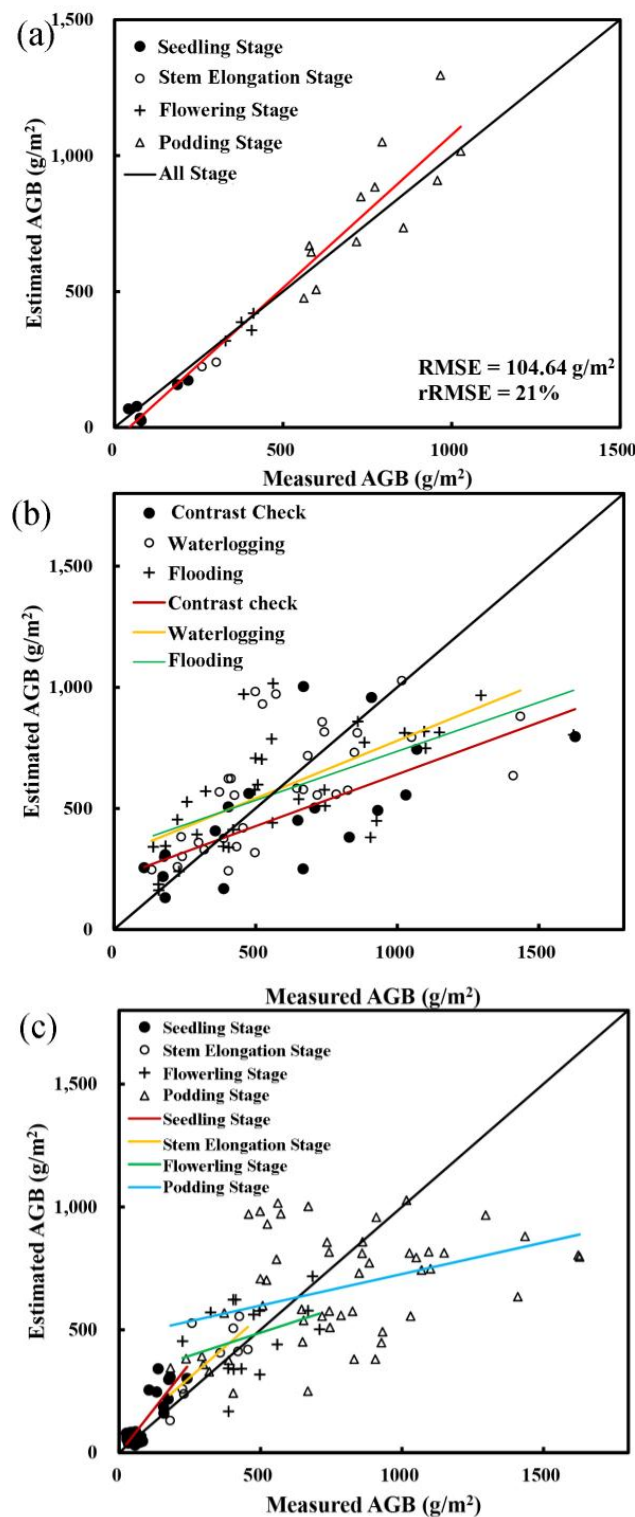 (a)
1,500
Seedling Stage
Stem Elongation Stage
Flowering Stage
Podding Stage
All Stage
1,000
Estimated AGB (g/m²)
500
RMSE = 104.64 g/m²
rRMSE = 21%
0
0
500
1000
1500
Measured AGB (g/m²)
(b)
Contrast Check
Waterlogging
Flooding
Contrast check
Waterlogging
Flooding
1,500
Estimated AGB (g/m²)
1,000
500
0
0
500
1000
1500
Measured AGB (g/m²)
(c)
Seedling Stage
Stem Elongation Stage
Flowerling Stage
Podding Stage
Seedling Stage
Stem Elongation Stage
Flowerling Stage
Podding Stage
1,500
Estimated AGB (g/m²)
1,000
500
0
0
500
1000
1500
Measured AGB (g/m²)